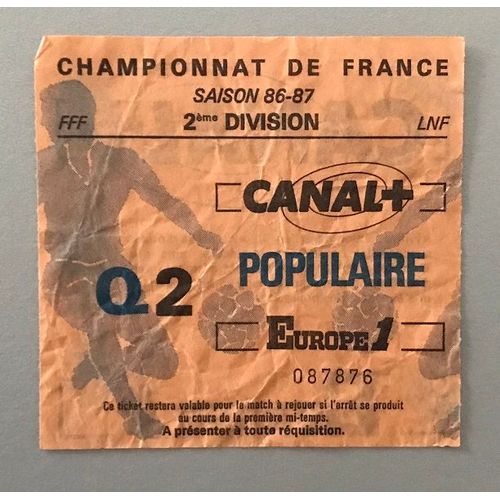 CHAMPIONNAT DE FRANCE
SAISON 86-87
FFF 2ème DIVISION LNF
CANAL+
POPULAIRE
Q2
EUROPE 1
087876
Ce ticket restera valable pour le match à rejouer si l'arrêt se produit
au cours de la première mi-temps.
A présenter à toute réquisition.